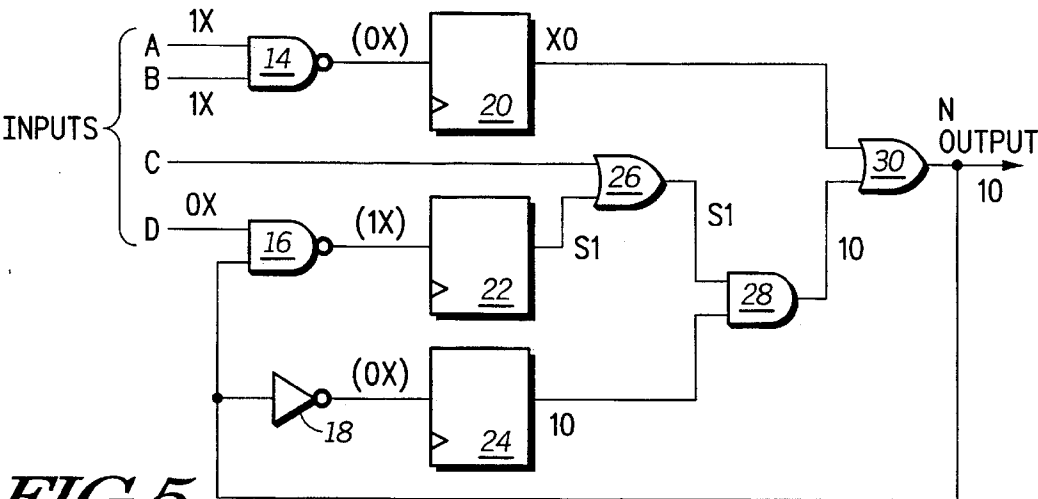 1X
A
14
(0X)
X0
20
B
1X
INPUTS
N
OUTPUT
30
10
C
26
S1
D
0X
16
(1X)
22
S1
28
10
(0X)
18
24
10
FIG.5